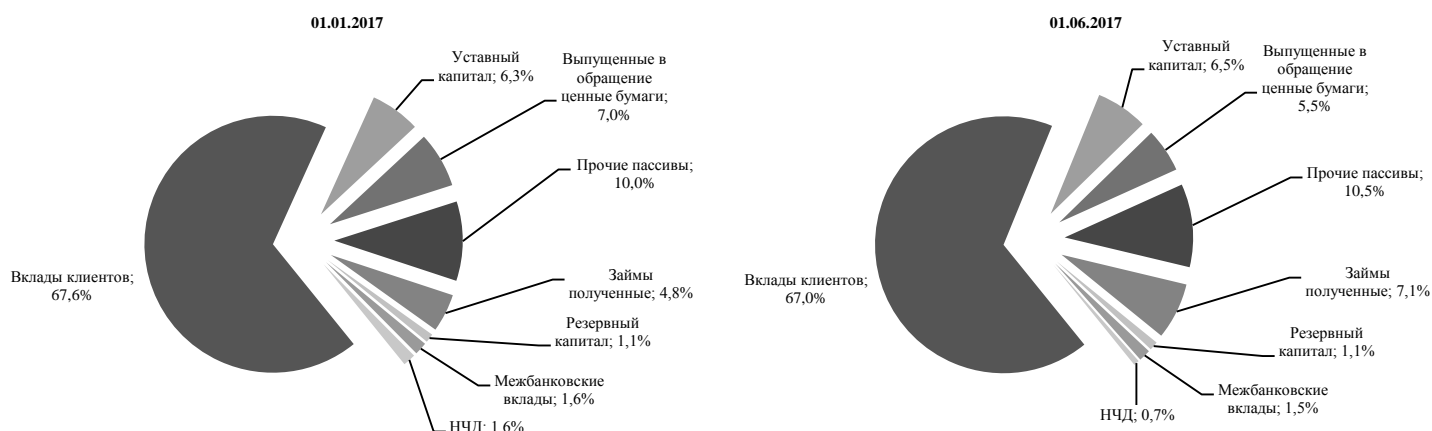 01.01.2017
Уставный
капитал; 6,3%
Выпущенные в
обращение
ценные бумаги;
7,0%
Прочие пассивы;
10,0%
Займы
полученные; 4,8%
Резервный
капитал; 1,1%
Межбанковские
вклады; 1,6%
НЧД; 1,6%
Вклады клиентов;
67,6%
01.06.2017
Уставный
капитал; 6,5%
Выпущенные в
обращение
ценные бумаги;
5,5%
Прочие пассивы;
10,5%
Займы
полученные; 7,1%
Резервный
капитал; 1,1%
Межбанковские
вклады; 1,5%
НЧД; 0,7%
Вклады клиентов;
67,0%